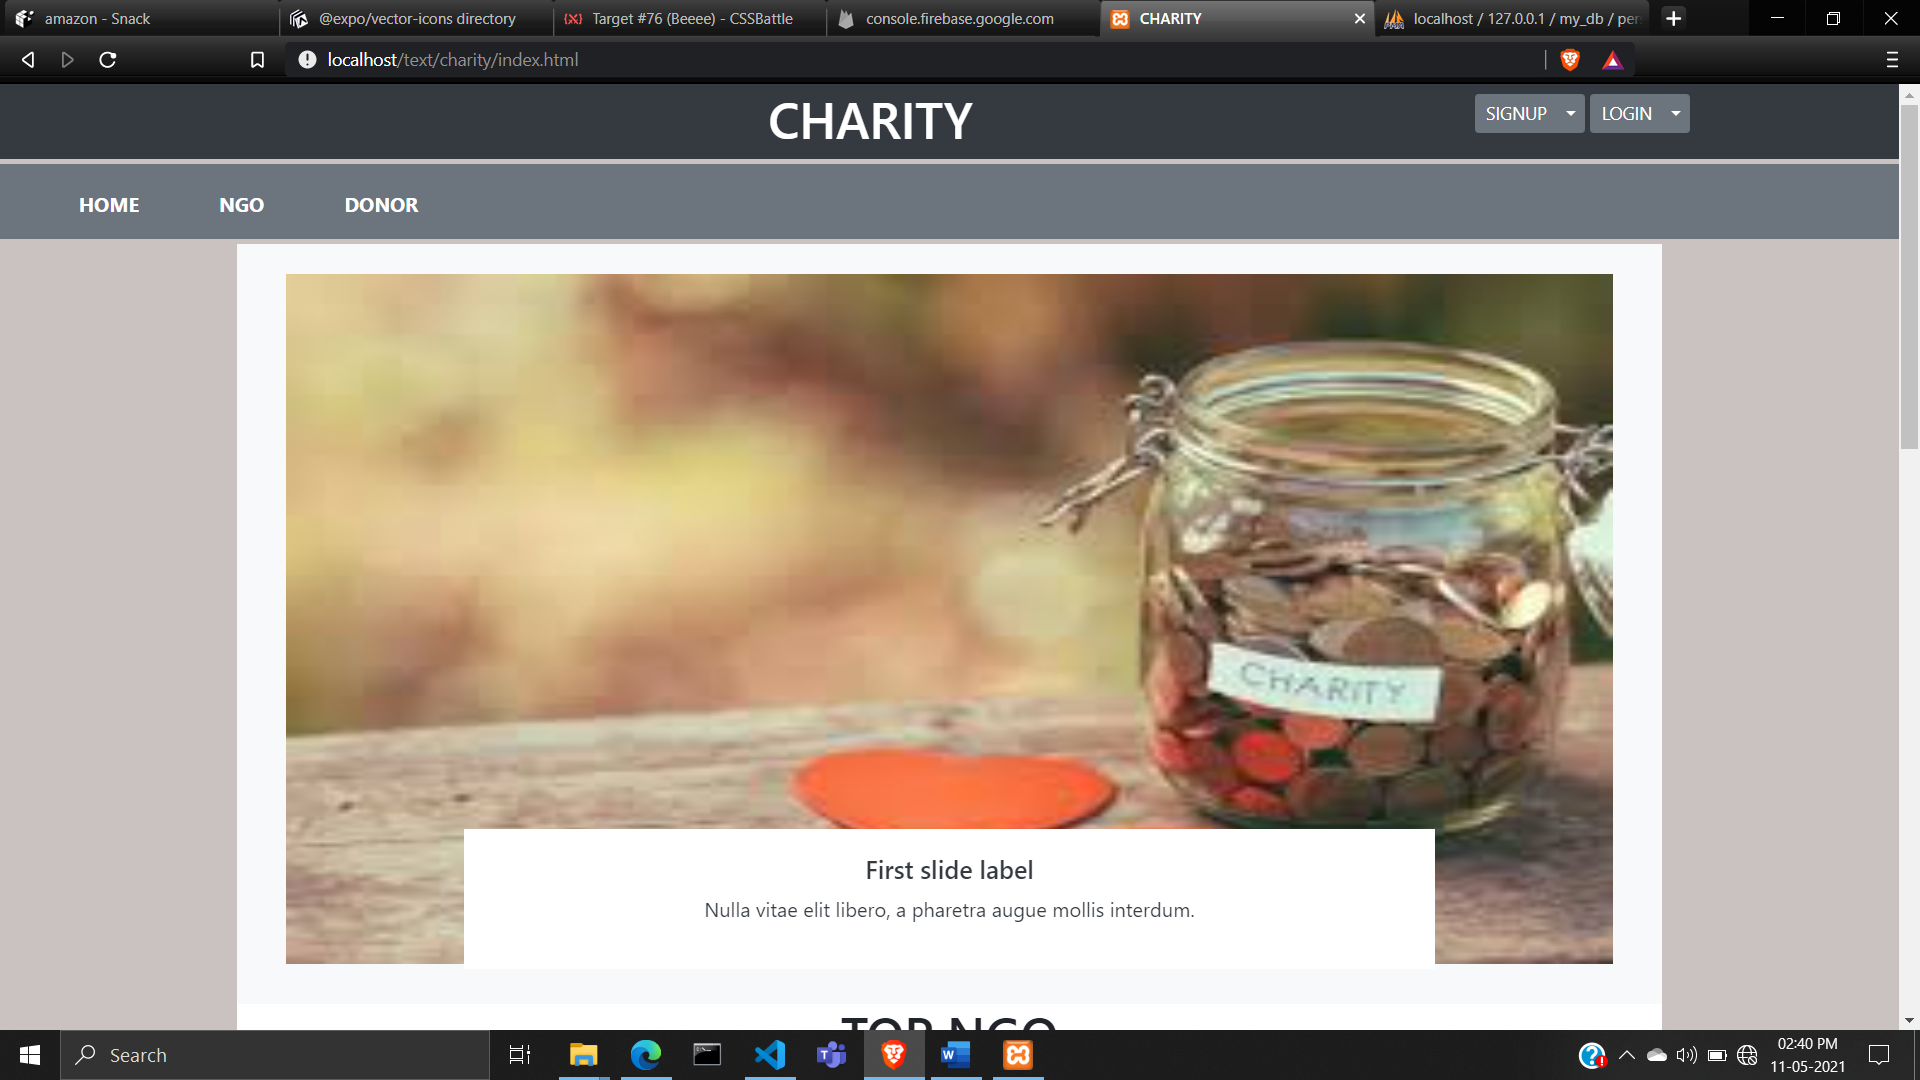 amazon - Snack
@expo/vector-icons directory
Target #76 (Beeee) - CSSBattle
console.firebase.google.com
CHARITY
localhost / 127.0.0.1 / my_db / per
localhost/text/charity/index.html
CHARITY
SIGNUP
LOGIN
HOME
NGO
DONOR
CHARITY
First slide label
Nulla vitae elit libero, a pharetra augue mollis interdum.
TOP NGO
Search
02:40 PM
11-05-2021